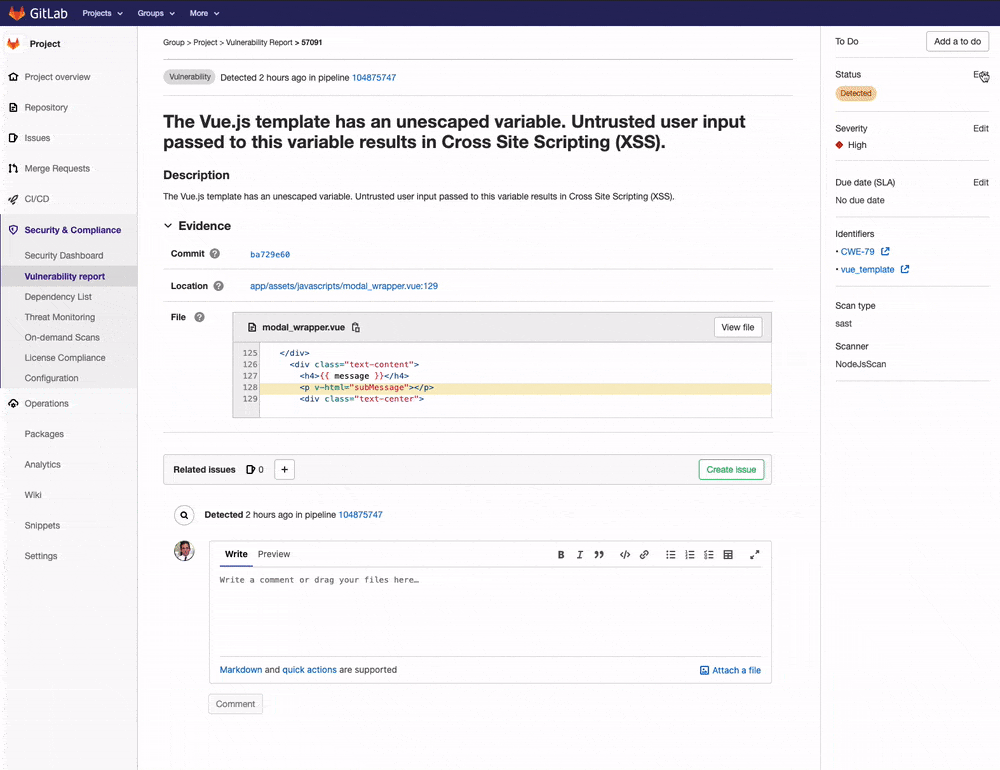 GitLab Projects Groups More
Project
Project overview
Repository
Issues
Merge Requests
CI/CD
Security & Compliance
Security Dashboard
Vulnerability report
Dependency List
Threat Monitoring
On-demand Scans
License Compliance
Configuration
Operations
Packages
Analytics
Wiki
Snippets
Settings
Group > Project > Vulnerability Report > 57091
Vulnerability Detected 2 hours ago in pipeline 104875747
The Vue.js template has an unescaped variable. Untrusted user input
passed to this variable results in Cross Site Scripting (XSS).
Description
The Vue.js template has an unescaped variable. Untrusted user input passed to this variable results in Cross Site Scripting (XSS).
Evidence
Commit ? ba729e60
Location ? app/assets/javascripts/modal_wrapper.vue:129
File ?
modal_wrapper.vue View file
125 </div>
126 <div class="text-content">
127 <h4>{{ message }}</h4>
128 <p v-html="subMessage"></p>
129 <div class="text-center">
Related issues 0 + Create issue
Detected 2 hours ago in pipeline 104875747
Write Preview B I
Write a comment or drag your files here…
Markdown and quick actions are supported Attach a file
Comment
To Do Add a to do
Status Edit
Detected
Severity Edit
High
Due date (SLA) Edit
No due date
Identifiers
• CWE-79
• vue_template
Scan type
sast
Scanner
NodeJsScan